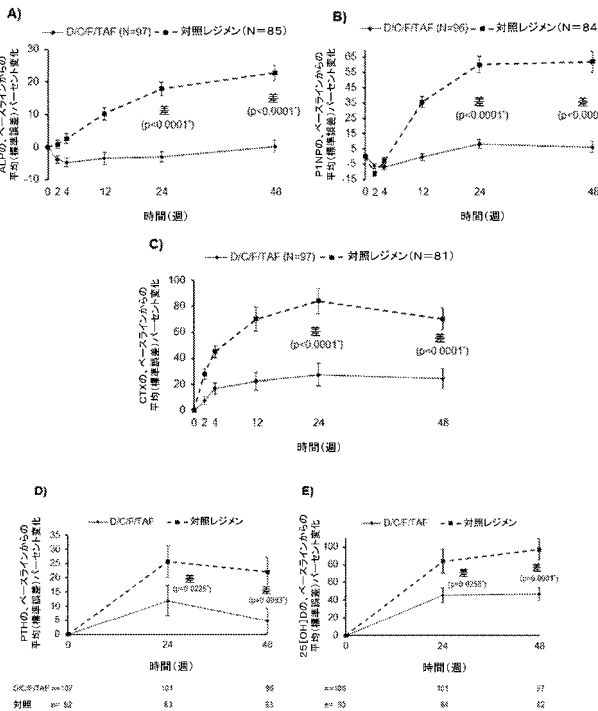 A)
D/C/F/TAF (N=97) 対照レジメン(N=85)
ALPの、ベースラインからの
平均(標準誤差)パーセント変化
30
20
10
0
-10
差
(p<0.0001*)
差
(p<0.0001*)
0 2 4 12 24 48
時間(週)
B)
D/C/F/TAF (N=96) 対照レジメン(N=84
P1NPの、ベースラインからの
平均(標準誤差)パーセント変化
65
55
45
35
25
15
5
-5
-15
差
(p<0.0001*)
差
(p<0.000
0 2 4 12 24 48
時間(週)
C)
D/C/F/TAF (N=97) 対照レジメン(N=81)
CTXの、ベースラインからの
平均(標準誤差)パーセント変化
100
80
60
40
20
0
差
(p<0.0001*)
差
(p<0.0001*)
0 2 4 12 24 48
時間(週)
D)
D/C/F/TAF 対照レジメン
PTHの、ベースラインからの
平均(標準誤差)パーセント変化
35
30
25
20
15
10
5
0
差
差
0 24 48
時間(週)
E)
D/C/F/TAF 対照レジメン
25[OH]Dの、ベースラインからの
平均(標準誤差)パーセント変化
100
80
60
40
20
0
差
差
0 24 48
時間(週)
D/C/F/TAF
対照